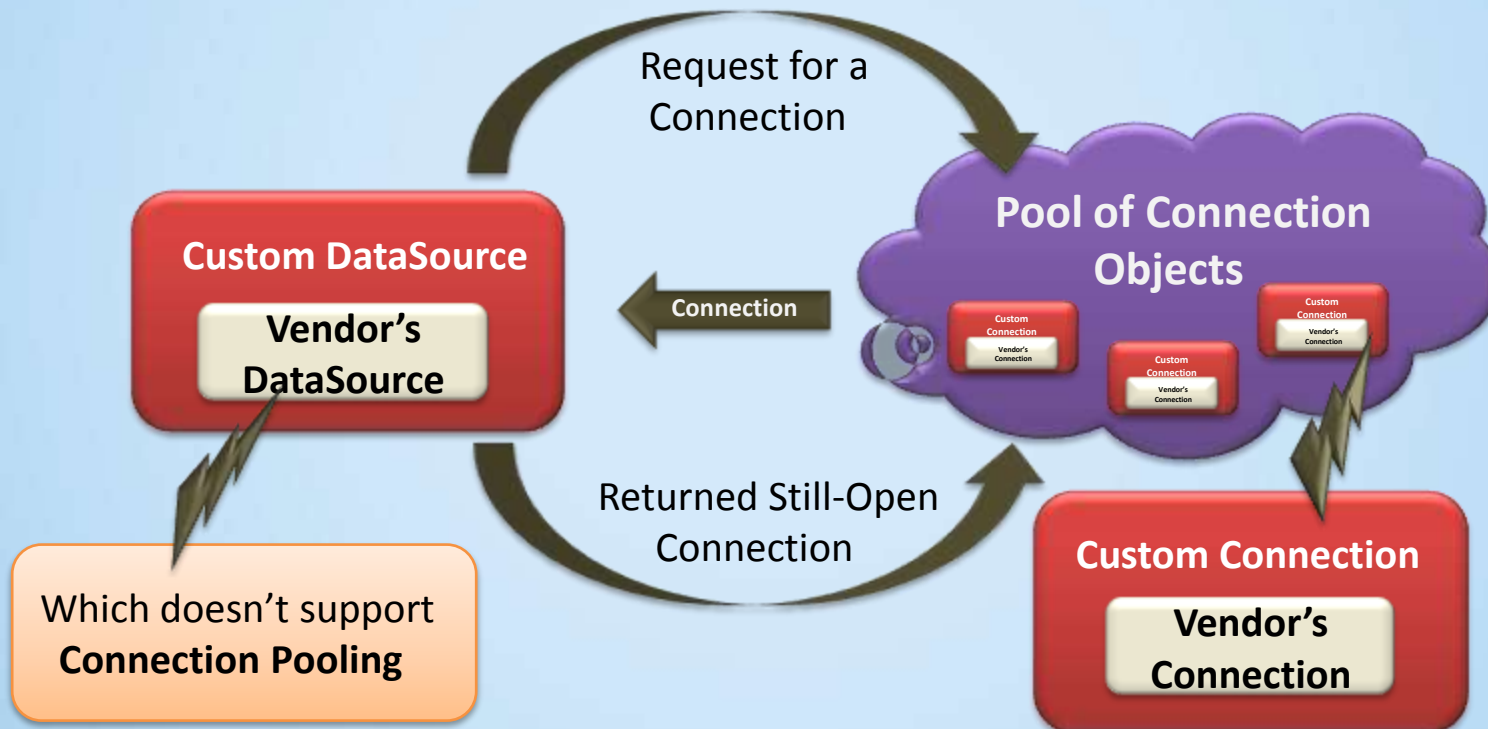 Request for a
Connection
Pool of Connection
Objects
Custom DataSource
Vendor’s
DataSource
Connection
Custom
Connection
Vendor’s
Connection
Custom
Connection
Vendor’s
Connection
Custom
Connection
Vendor’s
Connection
Returned Still-Open
Connection
Which doesn’t support
Connection Pooling
Custom Connection
Vendor’s
Connection